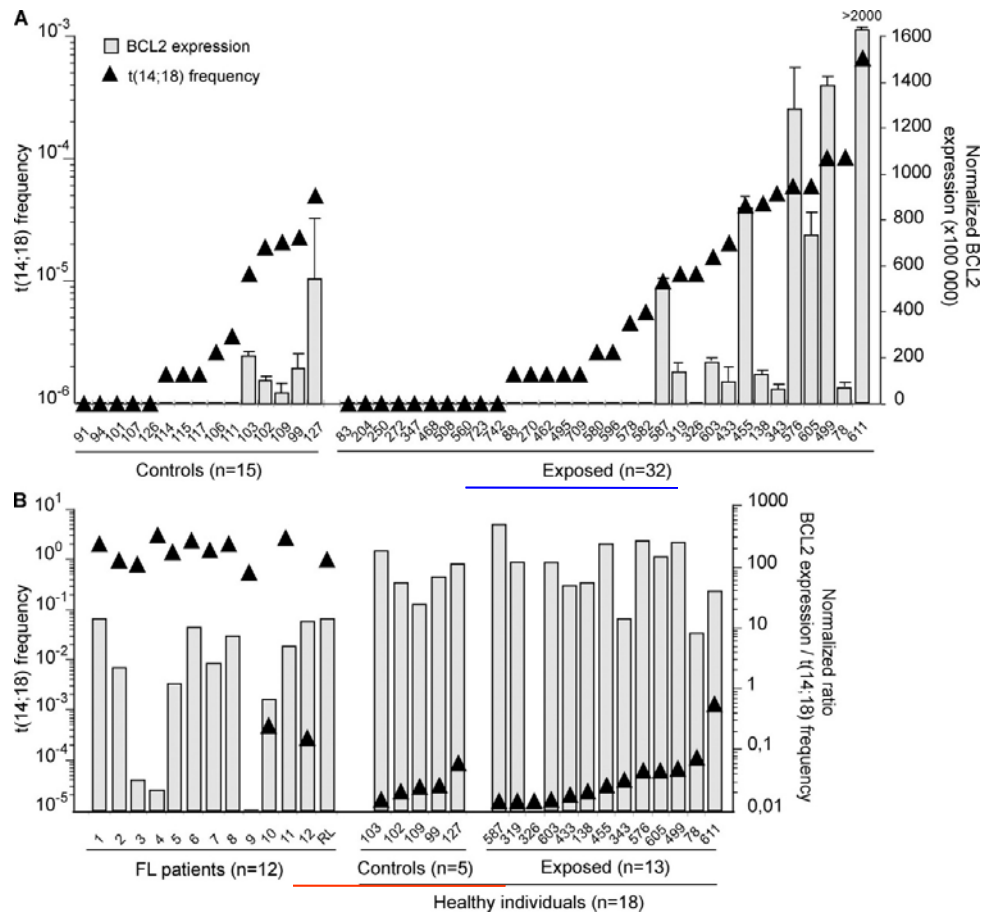 A
>2000
10-3
10-4
10-5
10-6
t(14;18) frequency
BCL2 expression
t(14;18) frequency
1600
1400
1200
1000
800
600
400
200
0
Normalized BCL2
expression (x100 000)
91 94 101 107 126 114 115 117 106 111 103 102 109 99 127
83 204 250 272 347 468 508 560 723 742 88 270 462 495 709 580 596 578 582 587 319 326 603 433 455 138 343 576 605 499 78 611
Controls (n=15)
Exposed (n=32)
B
10 1
10 0
10-1
10-2
10-3
10-4
10-5
t(14;18) frequency
1000
100
10
1
0,1
0,01
Normalized ratio
BCL2 expression / t(14;18) frequency
1 2 3 4 5 6 7 8 9 10 11 12 RL
103 102 109 99 127
587 319 326 603 433 138 455 343 576 605 499 78 611
FL patients (n=12)
Controls (n=5)
Exposed (n=13)
Healthy individuals (n=18)